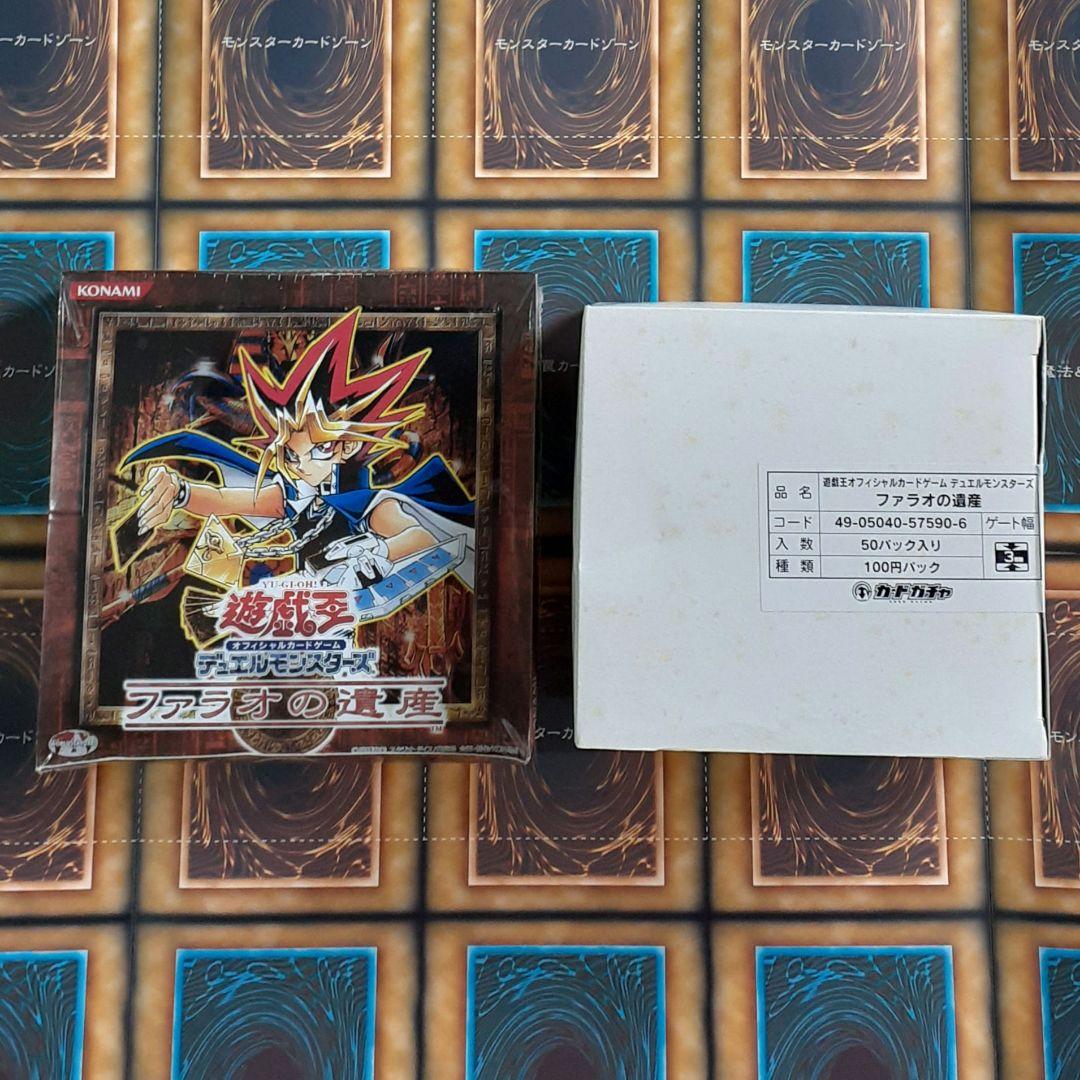 モンスターカードゾーン
モンスターカードゾーン
モンスターカードゾーン
KONAMI
YU-GI-OH!
遊戯王
オフィシャルカードゲーム
デュエルモンスターズ
ファラオの遺産
TM
品 名
遊戯王オフィシャルカードゲーム デュエルモンスターズ
ファラオの遺産
コード
49-05040-57590-6
ゲート幅
入 数
50パック入り
3
種 類
100円パック
カードガチャ